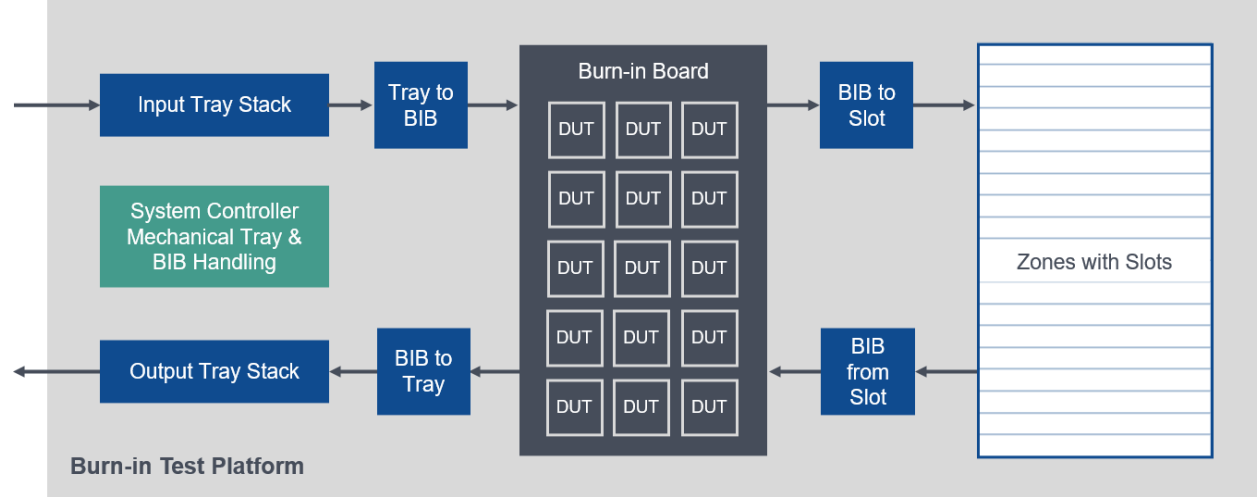 Input Tray Stack
Tray to
BIB
Burn-in Board
DUT DUT DUT
DUT DUT DUT
DUT DUT DUT
DUT DUT DUT
DUT DUT DUT
BIB to
Slot
Zones with Slots
System Controller
Mechanical Tray &
BIB Handling
BIB
from
Slot
BIB to
Tray
Output Tray Stack
Burn-in Test Platform